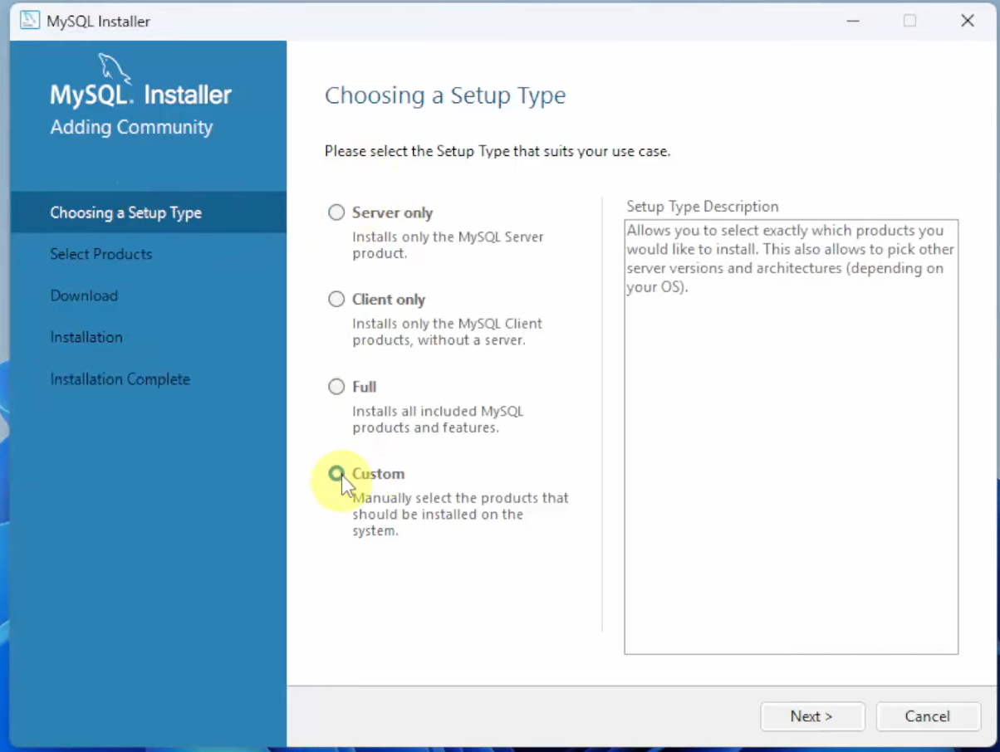 MySQL Installer
MySQL. Installer
Adding Community
Choosing a Setup Type
Select Products
Download
Installation
Installation Complete
Choosing a Setup Type
Please select the Setup Type that suits your use case.
Server only
Installs only the MySQL Server
product.
Client only
Installs only the MySQL Client
products, without a server.
Full
Installs all included MySQL
products and features.
Custom
Manually select the products that
should be installed on the
system.
Setup Type Description
Allows you to select exactly which products you
would like to install. This also allows to pick other
server versions and architectures (depending on
your OS).
Next >
Cancel